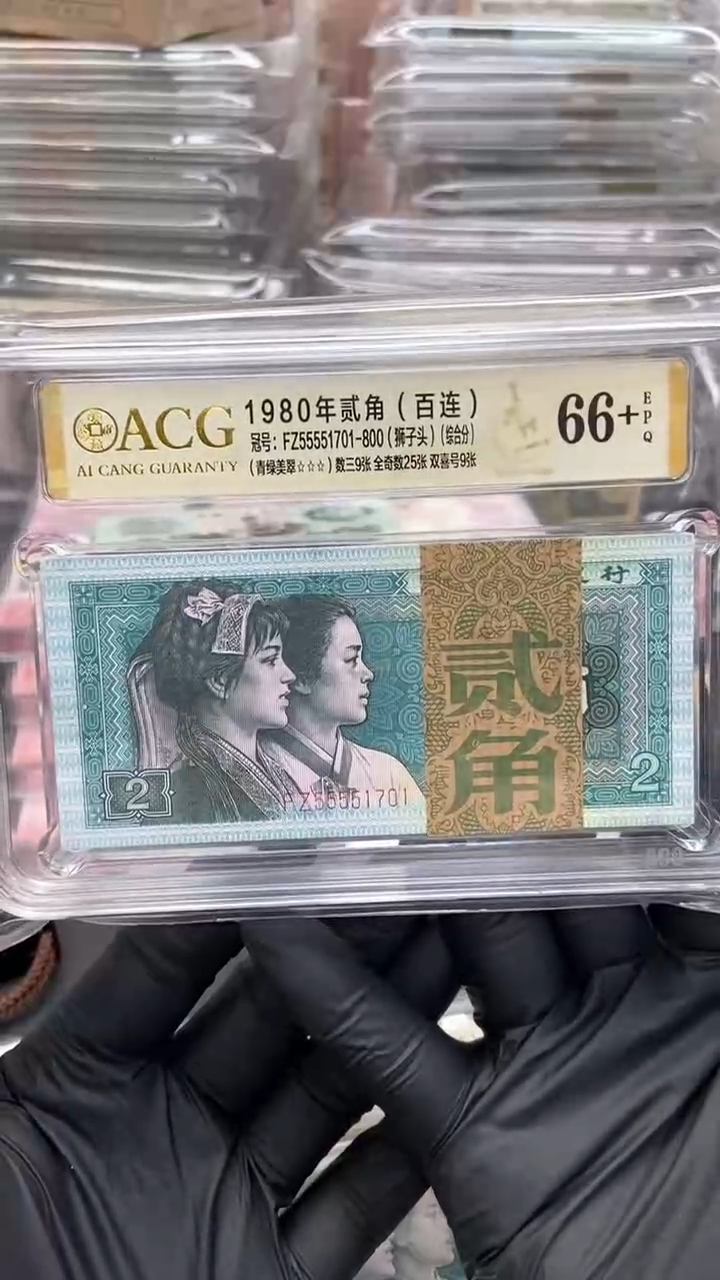 ACG
AI CANG GUARANTY
1980年贰角（百连）
冠号：FZ55551701-800（狮子头）（综合分）
（青绿美翠☆☆☆）数三9张 全奇数25张 双喜号9张
66+
EPQ
行
贰角
2
FZ55551701
2